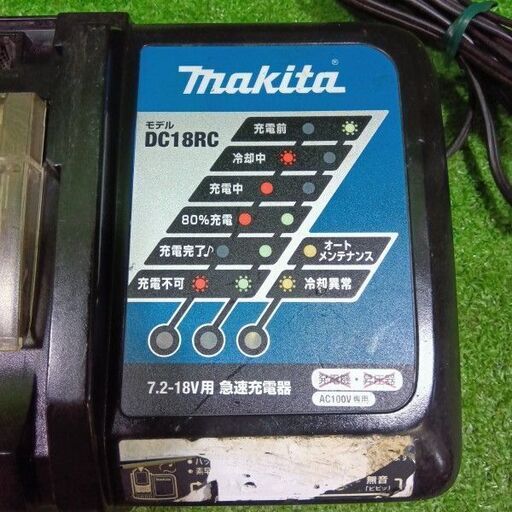 makita®
モデル
DC18RC
充電前
冷却中
充電中
80%充電
充電完了♪
オート
メンテナンス
充電不可
冷却異常
7.2-18V用 急速充電器
AC100V専用
無音